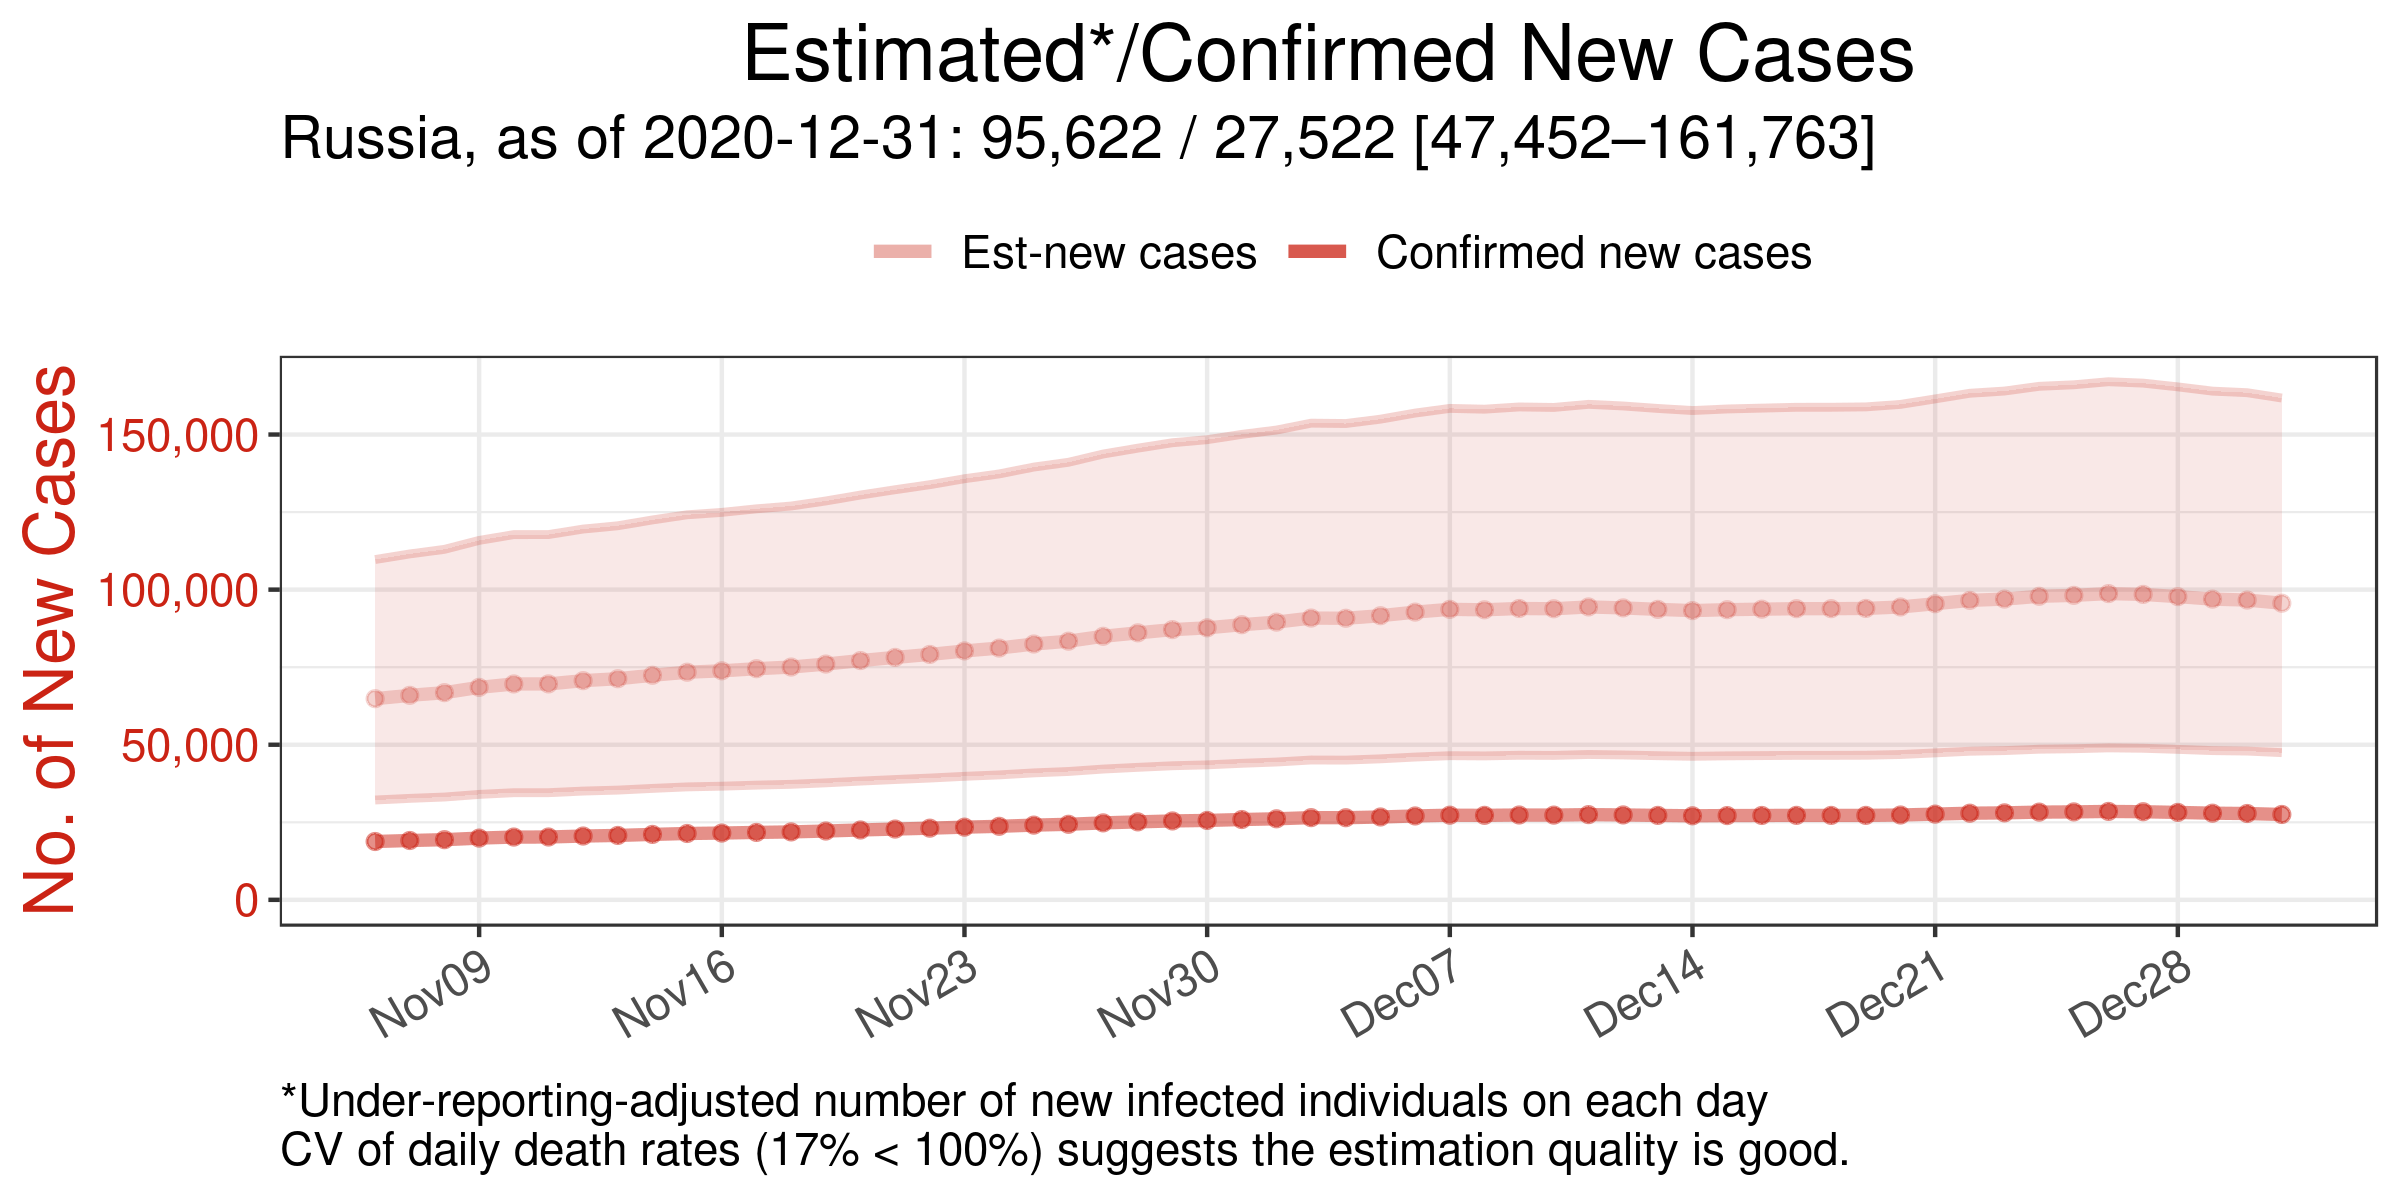 Estimated*/Confirmed New Cases
Russia, as of 2020-12-31: 95,622 / 27,522 [47,452–161,763]
Est-new cases
Confirmed new cases
No. of New Cases
150,000
100,000
50,000
0
Nov09
Nov16
Nov23
Nov30
Dec07
Dec14
Dec21
Dec28
*Under-reporting-adjusted number of new infected individuals on each day
CV of daily death rates (17% < 100%) suggests the estimation quality is good.